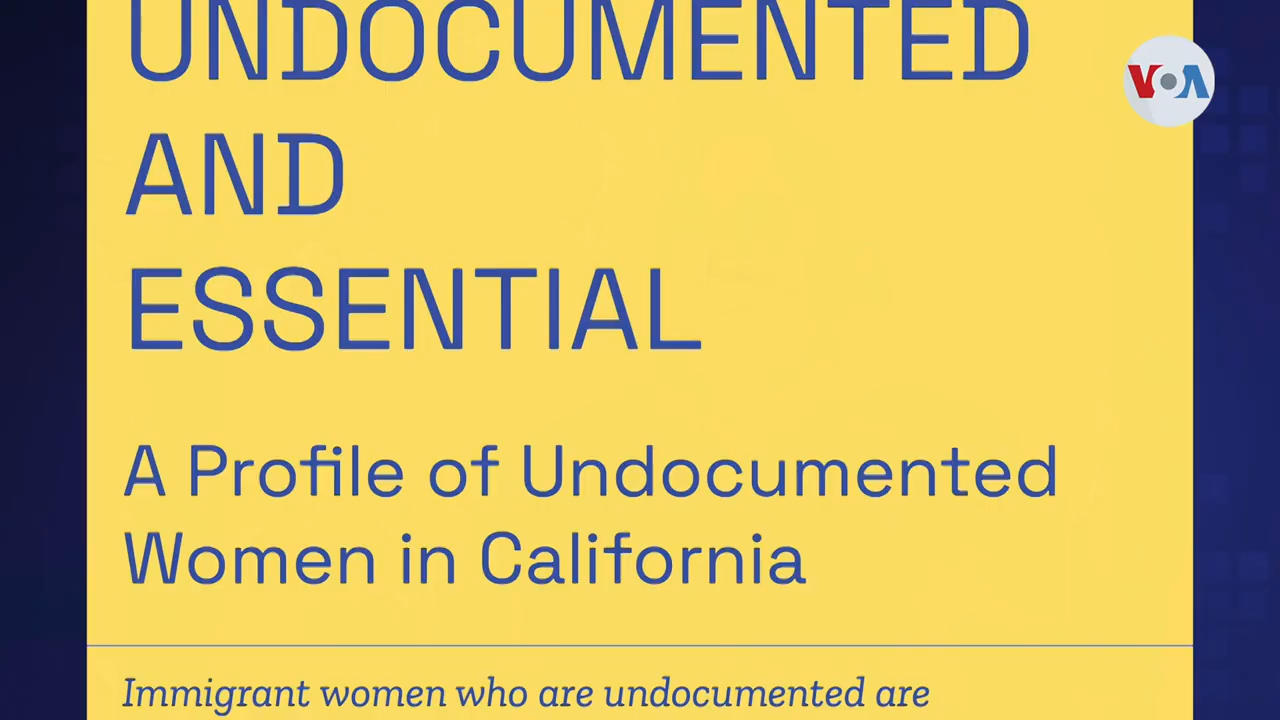 UNDOCUMENTED
AND
ESSENTIAL
A Profile of Undocumented
Women in California
Immigrant women who are undocumented are
VOA